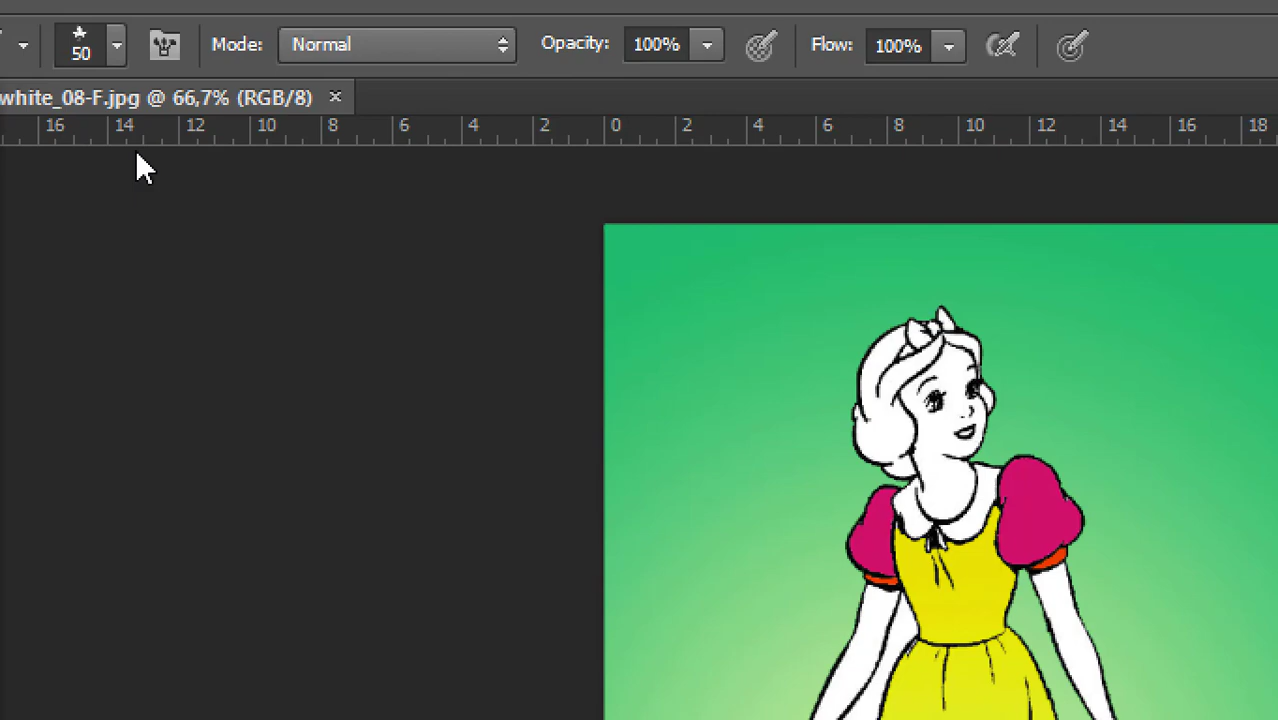 50 Mode: Normal Opacity: 100% Flow: 100%
white_08-F.jpg @ 66,7% (RGB/8) ×
16 14 12 10 8 6 4 2 0 2 4 6 8 10 12 14 16 18